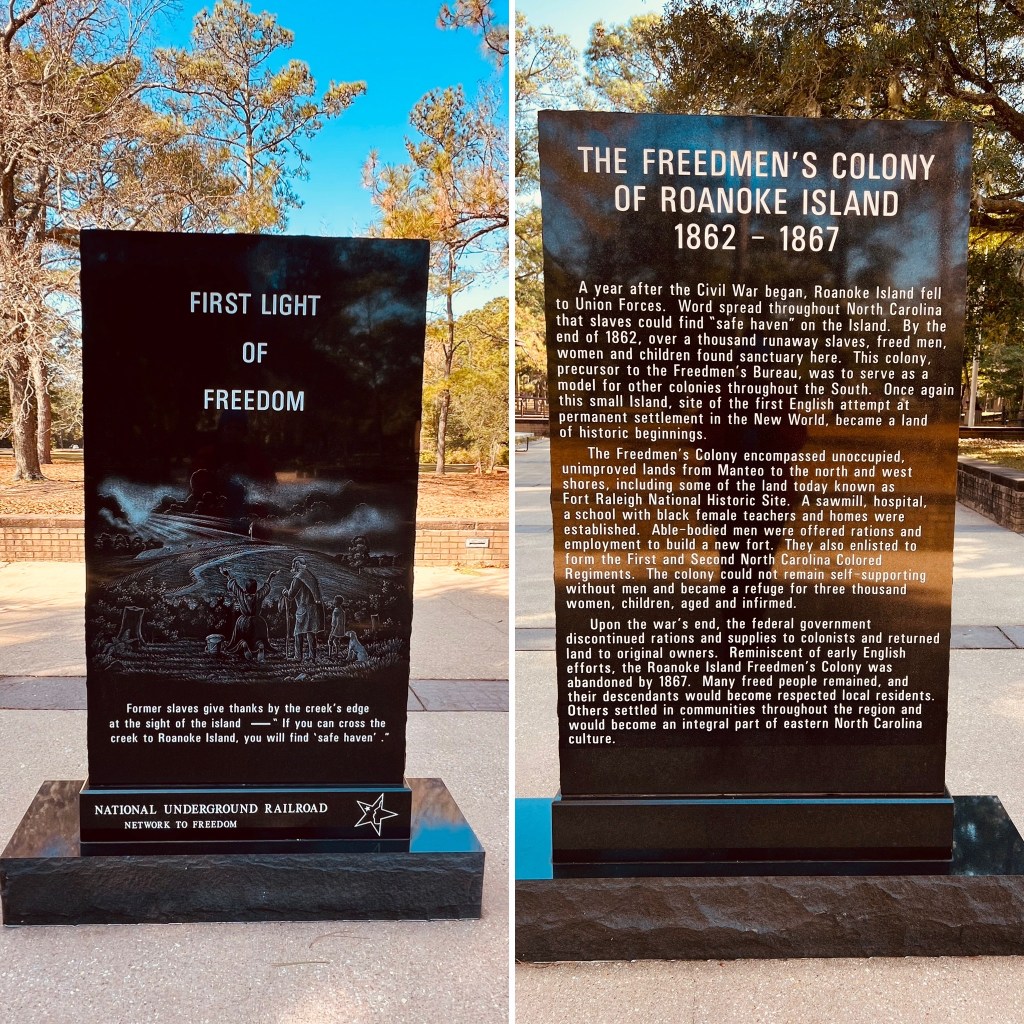 FIRST LIGHT
OF
FREEDOM
Former slaves give thanks by the creek's edge
at the sight of the island — "If you can cross the
creek to Roanoke Island, you will find 'safe haven'."
NATIONAL UNDERGROUND RAILROAD
NETWORK TO FREEDOM
THE FREEDMEN'S COLONY
OF ROANOKE ISLAND
1862 - 1867
A year after the Civil War began, Roanoke Island fell
to Union Forces. Word spread throughout North Carolina
that slaves could find "safe haven" on the Island. By the
end of 1862, over a thousand runaway slaves, freed men,
women and children found sanctuary here. This colony,
precursor to the Freedmen's Bureau, was to serve as a
model for other colonies throughout the South. Once again
this small Island, site of the first English attempt at
permanent settlement in the New World, became a land
of historic beginnings.
The Freedmen's Colony encompassed unoccupied,
unimproved lands from Manteo to the north and west
shores, including some of the land today known as
Fort Raleigh National Historic Site. A sawmill, hospital,
a school with black female teachers and homes were
established. Able-bodied men were offered rations and
employment to build a new fort. They also enlisted to
form the First and Second North Carolina Colored
Regiments. The colony could not remain self-supporting
without men and became a refuge for three thousand
women, children, aged and infirmed.
Upon the war's end, the federal government
discontinued rations and supplies to colonists and returned
land to original owners. Reminiscent of early English
efforts, the Roanoke Island Freedmen's Colony was
abandoned by 1867. Many freed people remained, and
their descendants would become respected local residents.
Others settled in communities throughout the region and
would become an integral part of eastern North Carolina
culture.